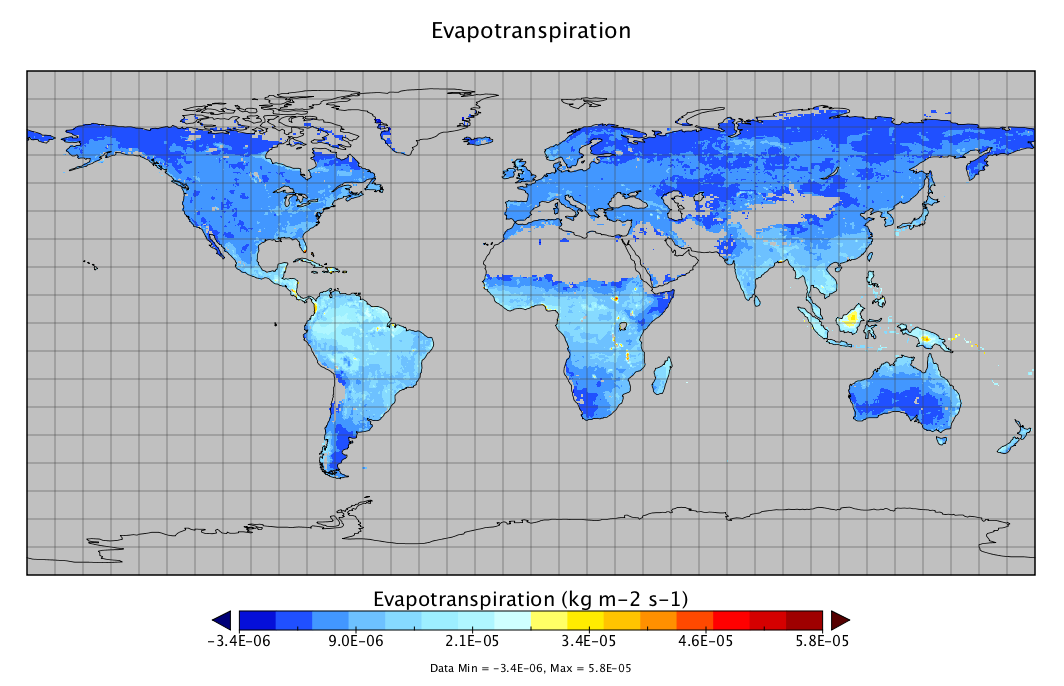 Evapotranspiration
Evapotranspiration (kg m-2 s-1)
-3.4E-06 9.0E-06 2.1E-05 3.4E-05 4.6E-05 5.8E-05
Data Min = -3.4E-06, Max = 5.8E-05